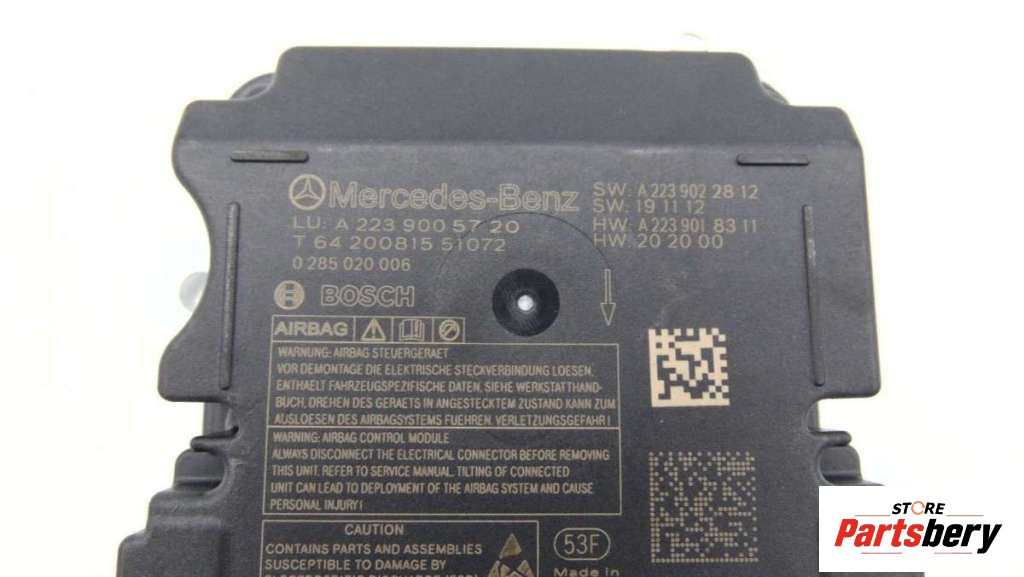 Mercedes-Benz
LU: A 223 900 57 20
T 64 200815 51072
0 285 020 006
SW: A 223 902 28 12
SW: 19 11 12
HW: A 223 901 83 11
HW: 20 20 00
BOSCH
AIRBAG
WARNUNG: AIRBAG STEUERGERAET
VOR DEMONTAGE DIE ELEKTRISCHE STECKVERBINDUNG LOESEN,
ENTHAELT FAHRZEUGSPEZIFISCHE DATEN, SIEHE WERKSTATTHAND-
BUCH, DREHEN DES GERAETS IN ANGESTECKTEM ZUSTAND KANN ZUM
AUSLOESEN DES AIRBAGSYSTEMS FUEHREN. VERLETZUNGSGEFAHR!
WARNING: AIRBAG CONTROL MODULE
ALWAYS DISCONNECT THE ELECTRICAL CONNECTOR BEFORE REMOVING
THIS UNIT. REFER TO SERVICE MANUAL. TILTING OF CONNECTED
UNIT CAN LEAD TO DEPLOYMENT OF THE AIRBAG SYSTEM AND CAUSE
PERSONAL INJURY!
CAUTION
CONTAINS PARTS AND ASSEMBLIES
SUSCEPTIBLE TO DAMAGE BY
53F
Made in
STORE
Partsbery